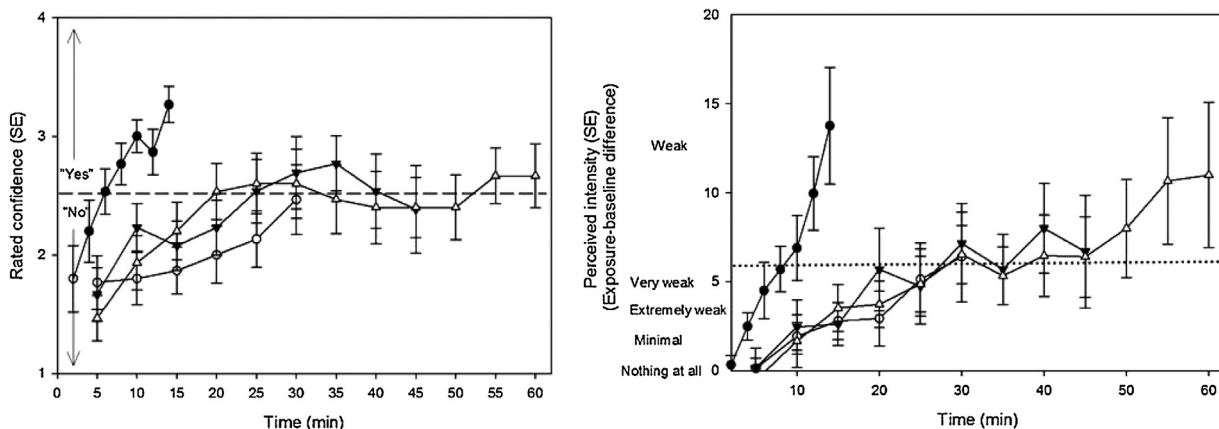 4
3
2
1
Rated confidence (SE)
"Yes"
"No"
0 5 10 15 20 25 30 35 40 45 50 55 60
Time (min)
20
15
10
5
0
Perceived intensity (SE)
(Exposure-baseline difference)
Weak
Very weak
Extremely weak
Minimal
Nothing at all
10 20 30 40 50 60
Time (min)